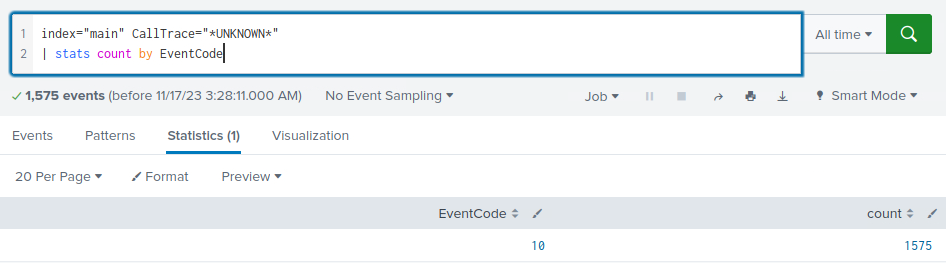 1 index="main" CallTrace="*UNKNOWN*"
2 | stats count by EventCode
All time
1,575 events (before 11/17/23 3:28:11.000 AM) No Event Sampling Job Smart Mode
Events Patterns Statistics (1) Visualization
20 Per Page Format Preview
EventCode count
10 1575